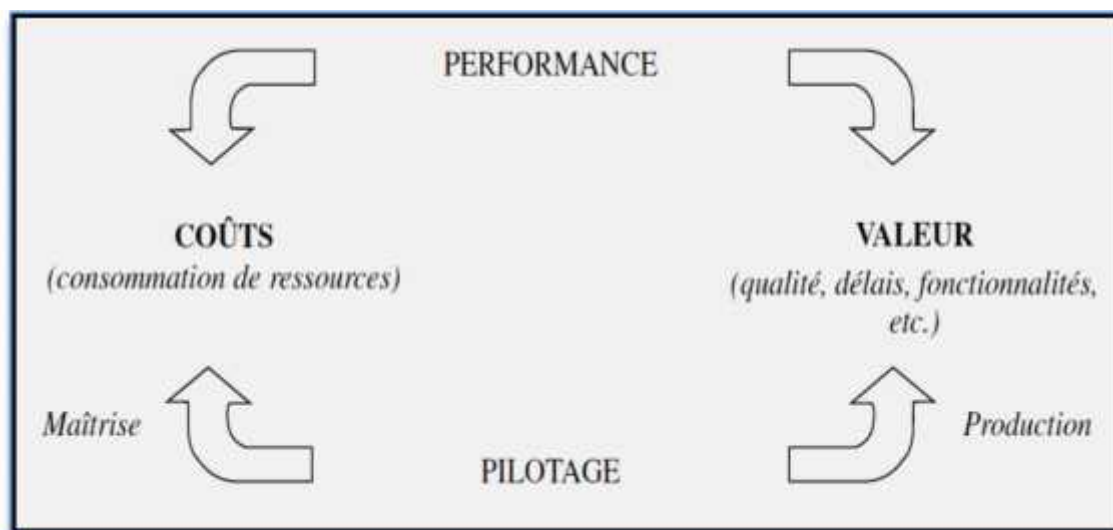 PERFORMANCE
COÛTS
(consommation de ressources)
VALEUR
(qualité, délais, fonctionnalités,
etc.)
Maîtrise
Production
PILOTAGE